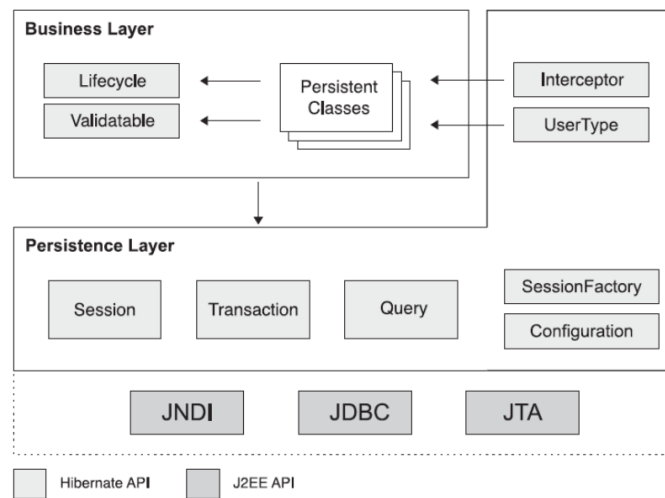 Business Layer
Lifecycle
Validatable
Persistent
Classes
Interceptor
UserType
Persistence Layer
Session
Transaction
Query
SessionFactory
Configuration
JNDI
JDBC
JTA
Hibernate API
J2EE API